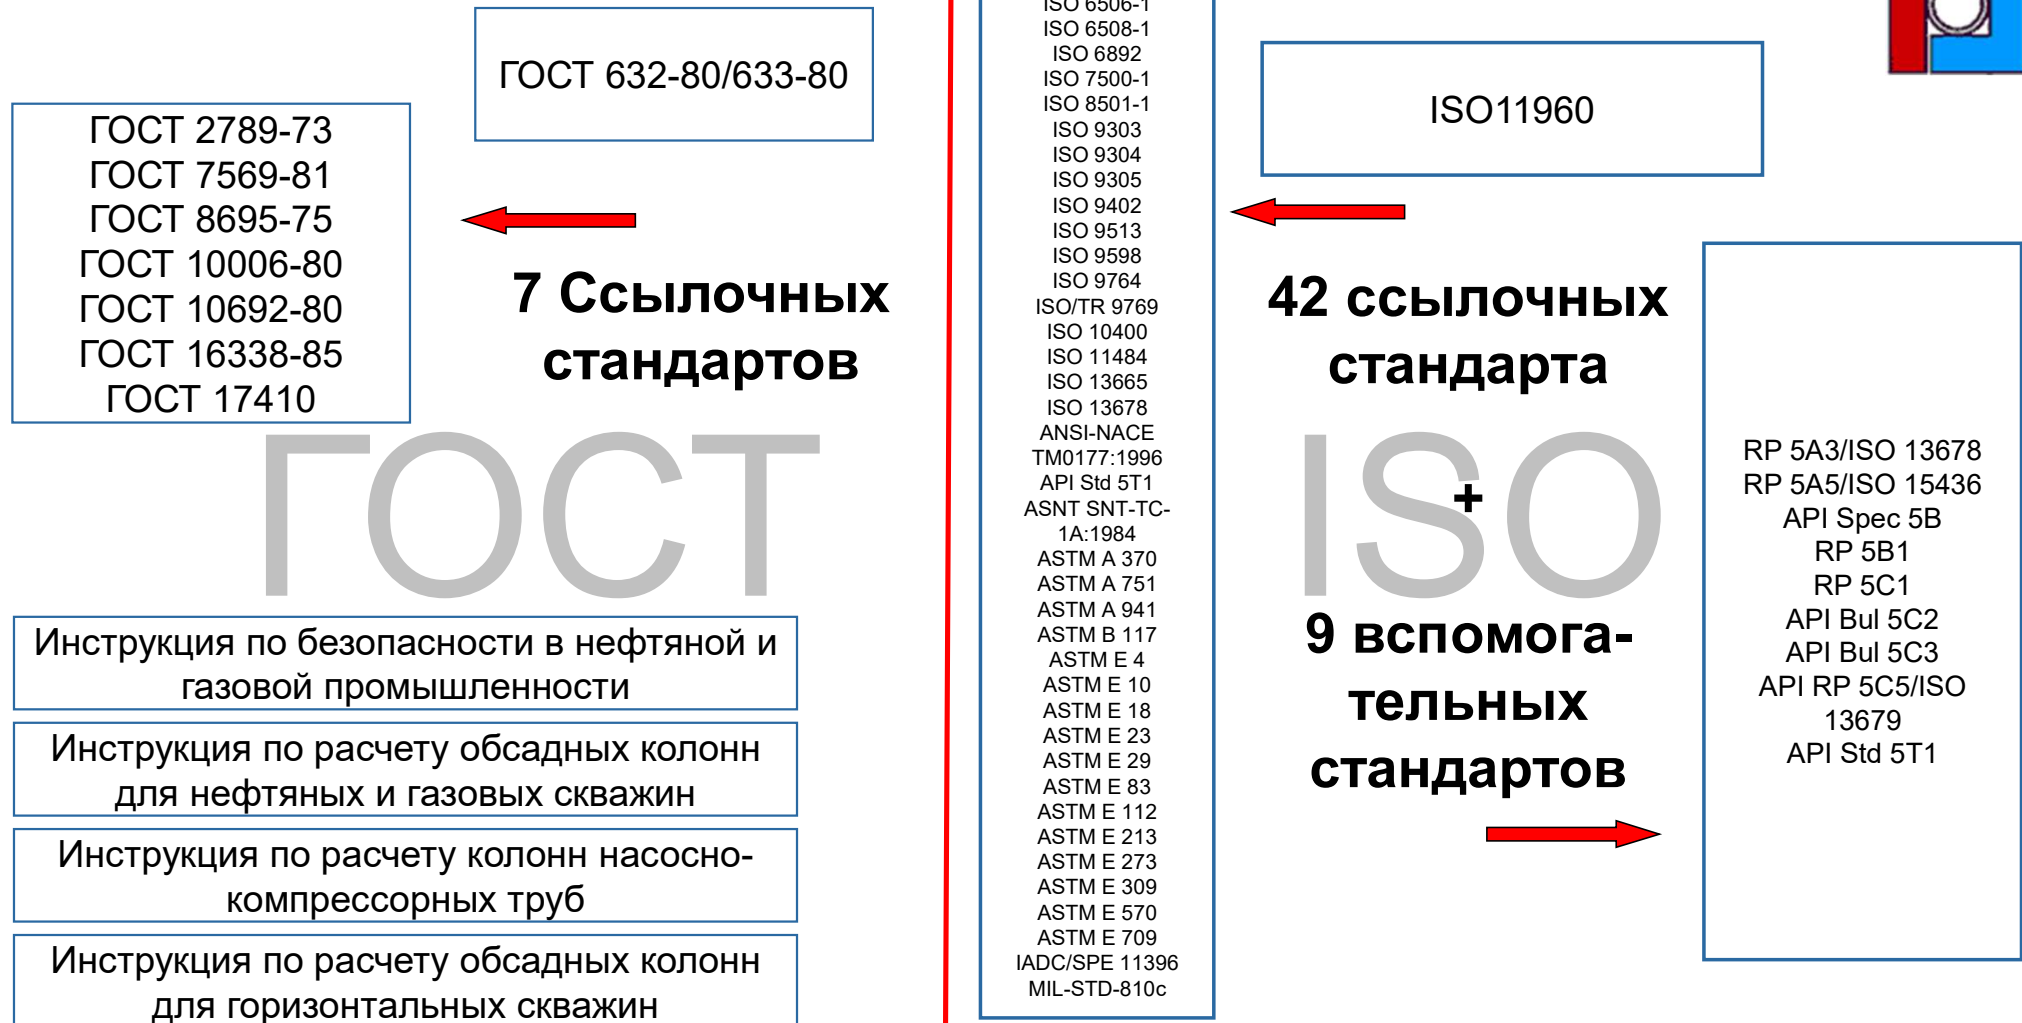 ГОСТ 632-80/633-80
ГОСТ 2789-73
ГОСТ 7569-81
ГОСТ 8695-75
ГОСТ 10006-80
ГОСТ 10692-80
ГОСТ 16338-85
ГОСТ 17410
7 Ссылочных
стандартов
ГОСТ
Инструкция по безопасности в нефтяной и
газовой промышленности
Инструкция по расчету обсадных колонн
для нефтяных и газовых скважин
Инструкция по расчету колонн насосно-
компрессорных труб
Инструкция по расчету обсадных колонн
для горизонтальных скважин
ISO 6506-1
ISO 6508-1
ISO 6892
ISO 7500-1
ISO 8501-1
ISO 9303
ISO 9304
ISO 9305
ISO 9402
ISO 9513
ISO 9598
ISO 9764
ISO/TR 9769
ISO 10400
ISO 11484
ISO 13665
ISO 13678
ANSI-NACE
TM0177:1996
API Std 5T1
ASNT SNT-TC-
1A:1984
ASTM A 370
ASTM A 751
ASTM A 941
ASTM B 117
ASTM E 4
ASTM E 10
ASTM E 18
ASTM E 23
ASTM E 29
ASTM E 83
ASTM E 112
ASTM E 213
ASTM E 273
ASTM E 309
ASTM E 570
ASTM E 709
IADC/SPE 11396
MIL-STD-810c
ISO11960
42 ссылочных
стандарта
ISO
+
9 вспомога-
тельных
стандартов
RP 5A3/ISO 13678
RP 5A5/ISO 15436
API Spec 5B
RP 5B1
RP 5C1
API Bul 5C2
API Bul 5C3
API RP 5C5/ISO
13679
API Std 5T1